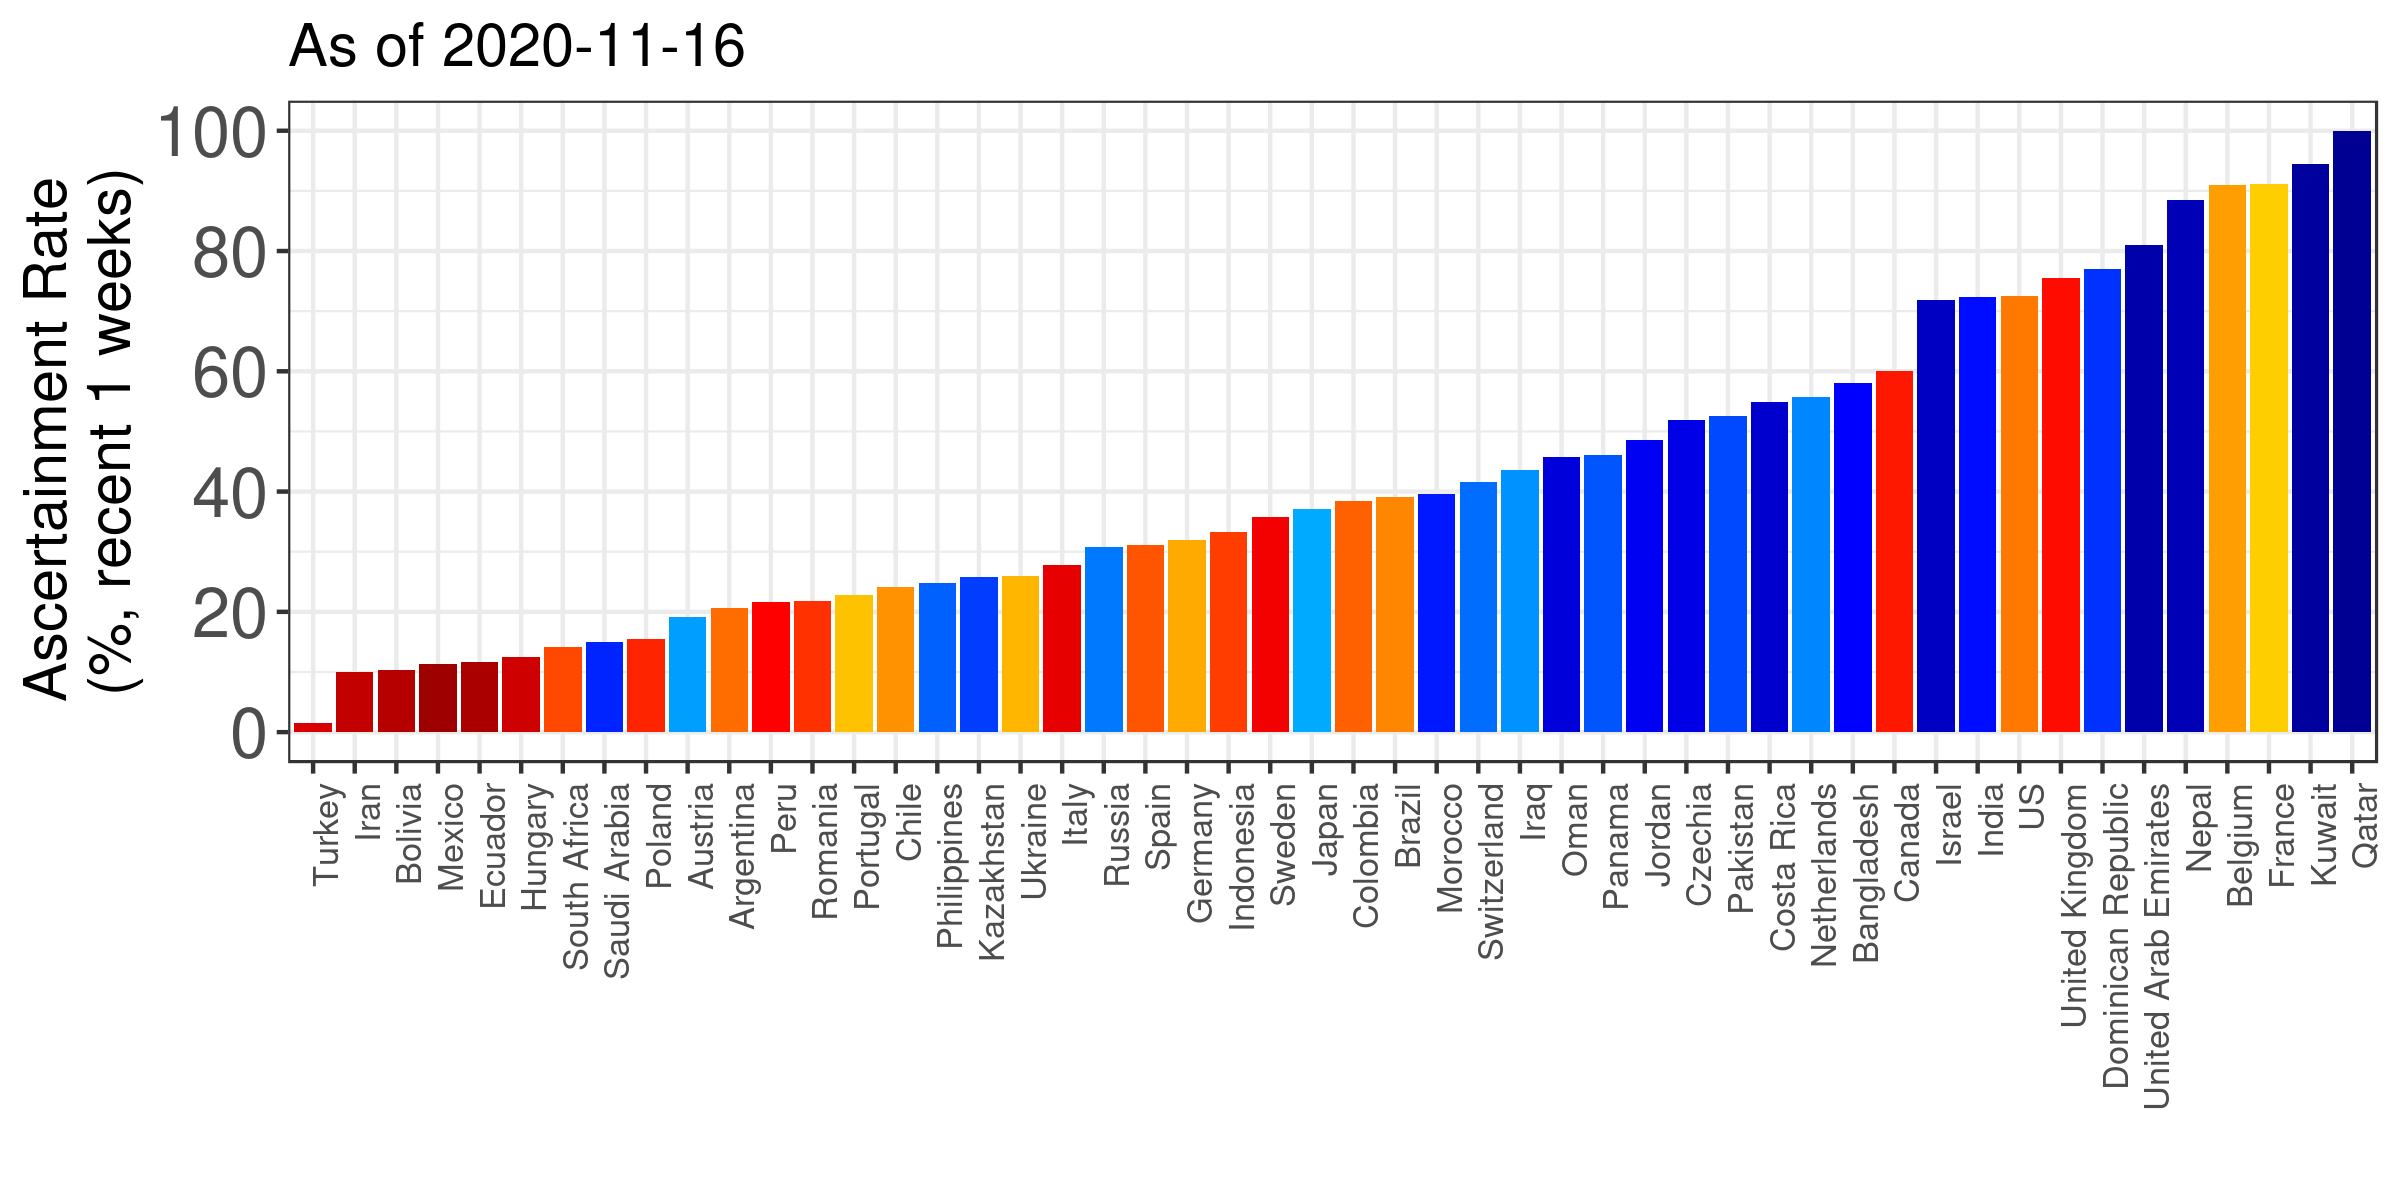 As of 2020-11-16
Ascertainment Rate
(%, recent 1 weeks)
100
80
60
40
20
0
Turkey
Iran
Bolivia
Mexico
Ecuador
Hungary
South Africa
Saudi Arabia
Poland
Austria
Argentina
Peru
Romania
Portugal
Chile
Philippines
Kazakhstan
Ukraine
Italy
Russia
Spain
Germany
Indonesia
Sweden
Japan
Colombia
Brazil
Morocco
Switzerland
Iraq
Oman
Panama
Jordan
Czechia
Pakistan
Costa Rica
Netherlands
Bangladesh
Canada
Israel
India
US
United Kingdom
Dominican Republic
United Arab Emirates
Nepal
Belgium
France
Kuwait
Qatar